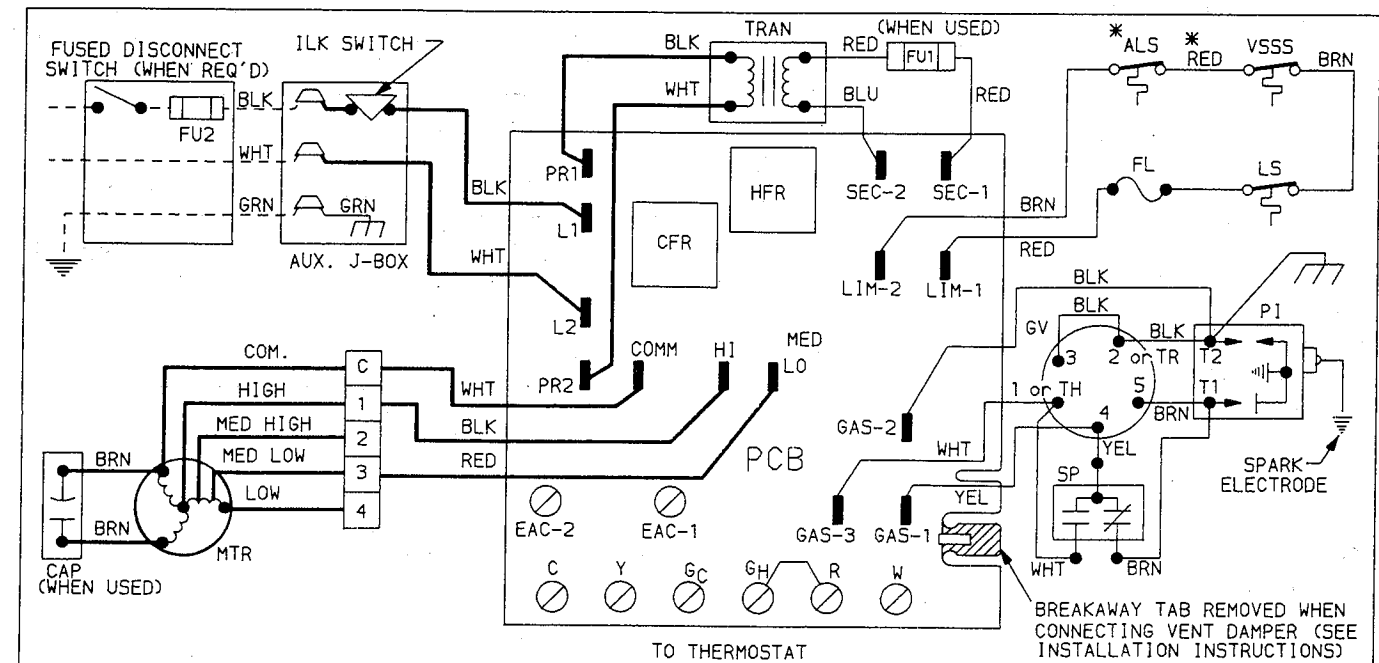 FUSED DISCONNECT
SWITCH (WHEN REQ'D)
ILK SWITCH
BLK
FU2
WHT
GRN
GRN
AUX. J-BOX
BLK
WHT
BLK
WHT
TRAN
RED
(WHEN USED)
FU1
BLU
RED
* ALS
* RED
VSSS
BRN
FL
LS
BRN
RED
PR1
L1
L2
PR2
HFR
CFR
SEC-2
SEC-1
LIM-2
LIM-1
COMM
HI
MED
LO
PCB
GAS-2
GAS-3
GAS-1
BLK
BLK
GV
3
2
or TR
BLK
T2
PI
1 or TH
5
T1
BRN
4
YEL
WHT
YEL
SP
WHT
BRN
SPARK
ELECTRODE
COM.
HIGH
MED HIGH
MED LOW
LOW
C
1
2
3
4
WHT
BLK
RED
BRN
BRN
MTR
CAP
(WHEN USED)
EAC-2
EAC-1
C
Y
GC
GH
R
W
TO THERMOSTAT
BREAKAWAY TAB REMOVED WHEN
CONNECTING VENT DAMPER (SEE
INSTALLATION INSTRUCTIONS)